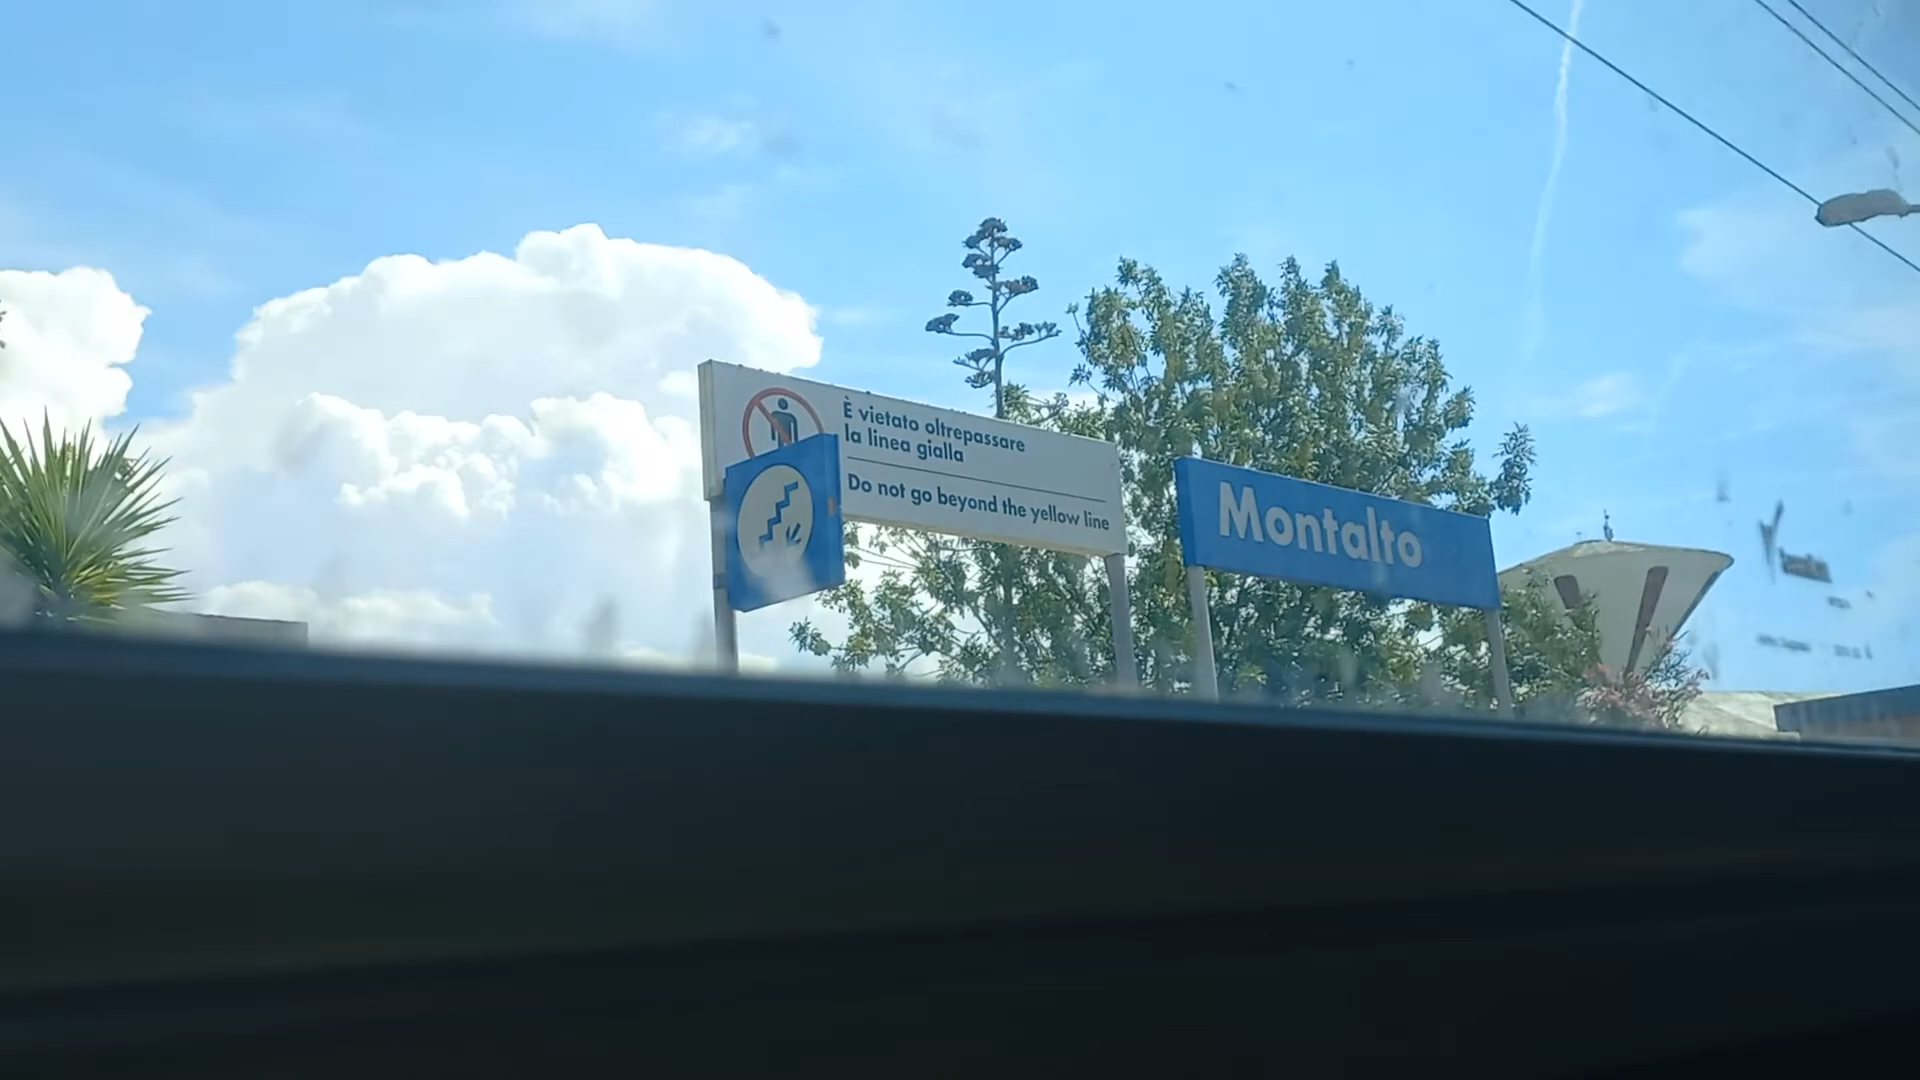 È vietato oltrepassare
la linea gialla
Do not go beyond the yellow line
Montalto